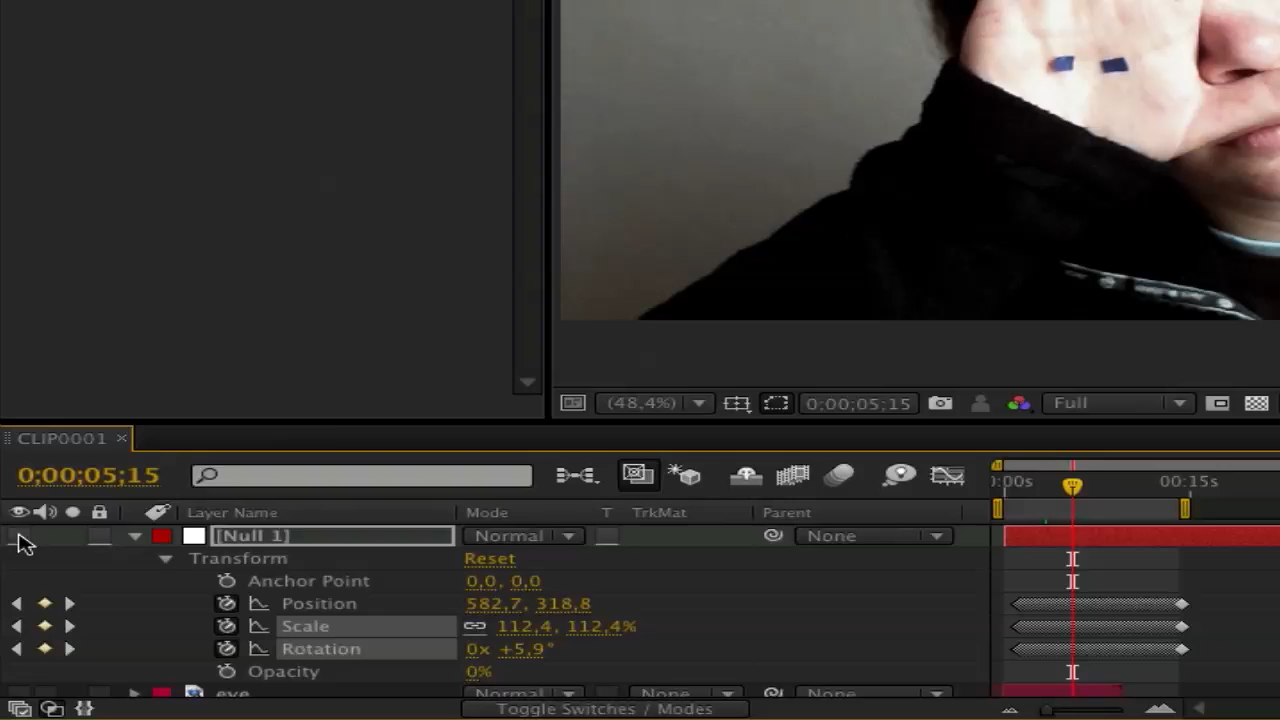 (48,4%)
0;00;05;15
Full
CLIP0001 ×
0;00;05;15
:00s
00:15s
Layer Name
Mode
T
TrkMat
Parent
[Null 1]
Normal
None
Transform
Reset
Anchor Point
0,0, 0,0
Position
582,7, 318,8
Scale
112,4, 112,4%
Rotation
0x +5,9°
Opacity
0%
eye
Normal
None
None
Toggle Switches / Modes